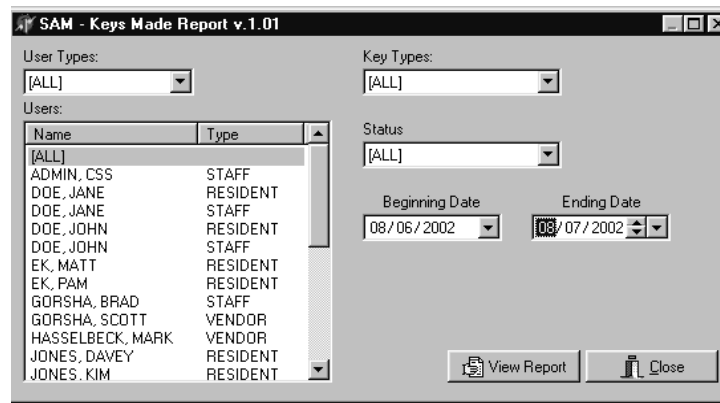 SAM - Keys Made Report v.1.01
User Types:
[ALL]
Key Types:
[ALL]
Users:
Name Type
[ALL]
ADMIN, CSS STAFF
DOE, JANE RESIDENT
DOE, JANE STAFF
DOE, JOHN RESIDENT
DOE, JOHN STAFF
EK, MATT RESIDENT
EK, PAM RESIDENT
GORSHA, BRAD STAFF
GORSHA, SCOTT VENDOR
HASSELBECK, MARK VENDOR
JONES, DAVEY RESIDENT
JONES, KIM RESIDENT
Status
[ALL]
Beginning Date Ending Date
08/06/2002 08/07/2002
View Report Close